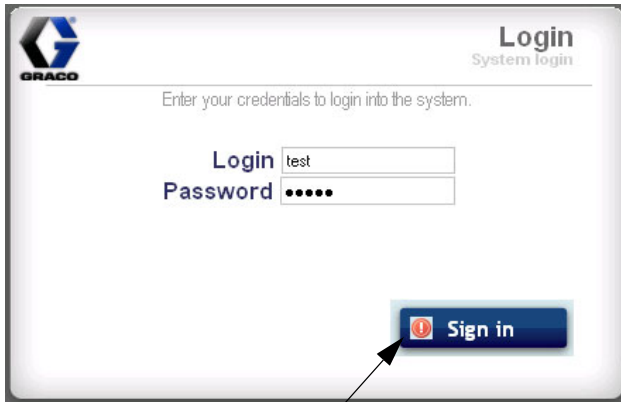 GRACO
Login
System login
Enter your credentials to login into the system.
Login test
Password •••••
Sign in